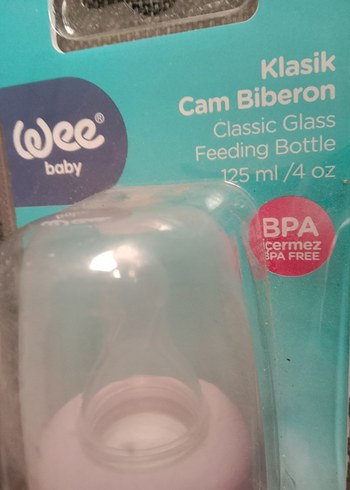 Klasik
Cam Biberon
Classic Glass
Feeding Bottle
125 ml /4 oz
wee®
baby
BPA
içermez
BPA FREE